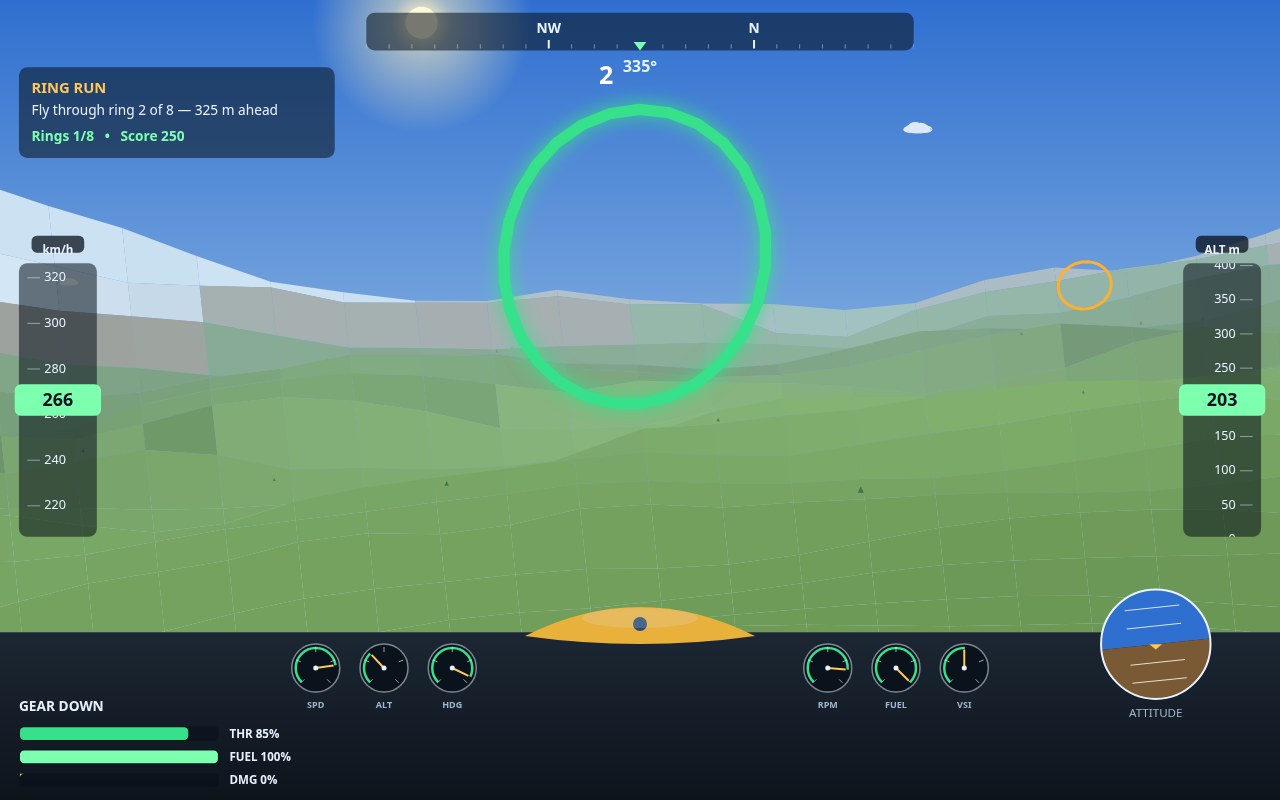 NW
N
335°
2
RING RUN
Fly through ring 2 of 8 — 325 m ahead
Rings 1/8 • Score 250
km/h
320
300
280
266
240
220
ALT m
400
350
300
250
203
150
100
50
SPD
ALT
HDG
RPM
FUEL
VSI
ATTITUDE
GEAR DOWN
THR 85%
FUEL 100%
DMG 0%